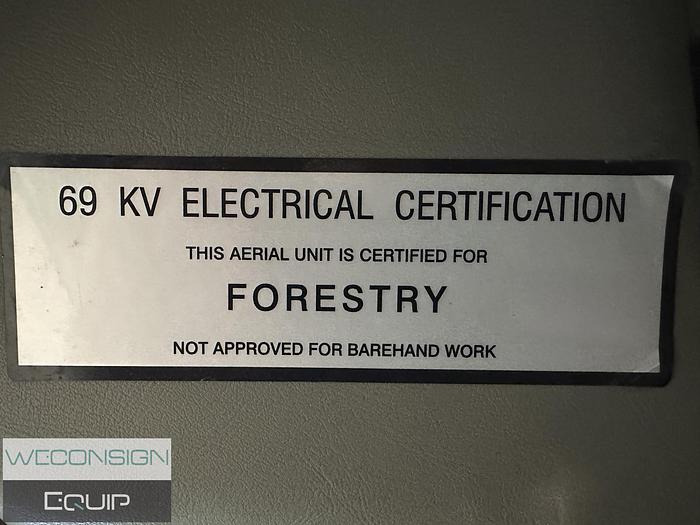 69 KV ELECTRICAL CERTIFICATION
THIS AERIAL UNIT IS CERTIFIED FOR
FORESTRY
NOT APPROVED FOR BAREHAND WORK
WECONSIGN
EQUIP